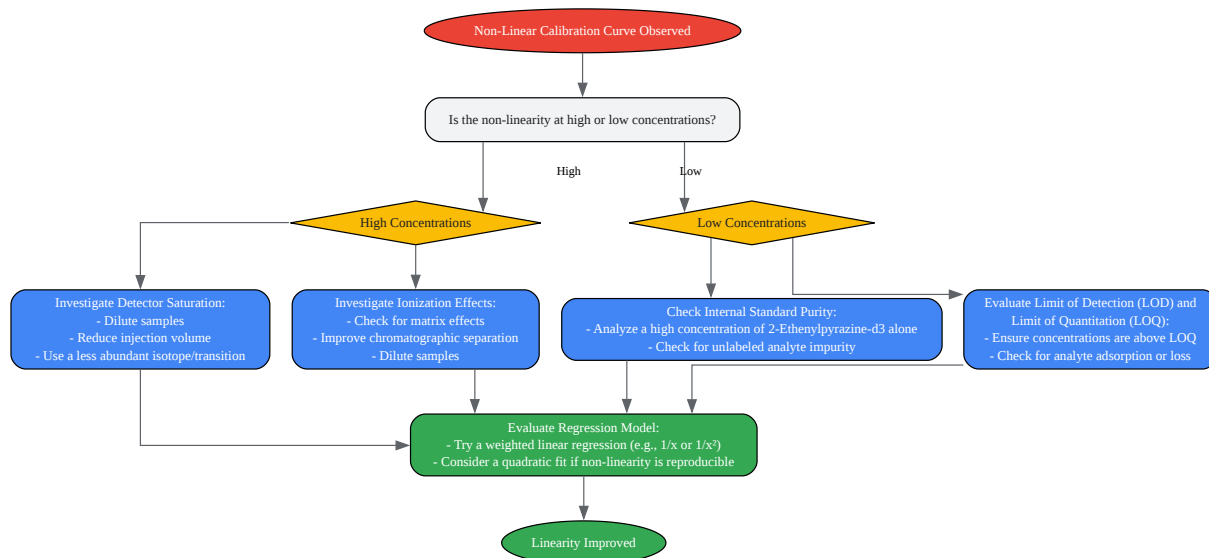 Non-Linear Calibration Curve Observed
Is the non-linearity at high or low concentrations?
High
Low
High Concentrations
Low Concentrations
Investigate Detector Saturation:
- Dilute samples
- Reduce injection volume
- Use a less abundant isotope/transition
Investigate Ionization Effects:
- Check for matrix effects
- Improve chromatographic separation
- Dilute samples
Check Internal Standard Purity:
- Analyze a high concentration of 2-Ethenylpyrazine-d3 alone
- Check for unlabeled analyte impurity
Evaluate Limit of Detection (LOD) and
Limit of Quantitation (LOQ):
- Ensure concentrations are above LOQ
- Check for analyte adsorption or loss
Evaluate Regression Model:
- Try a weighted linear regression (e.g., 1/x or 1/x²)
- Consider a quadratic fit if non-linearity is reproducible
Linearity Improved